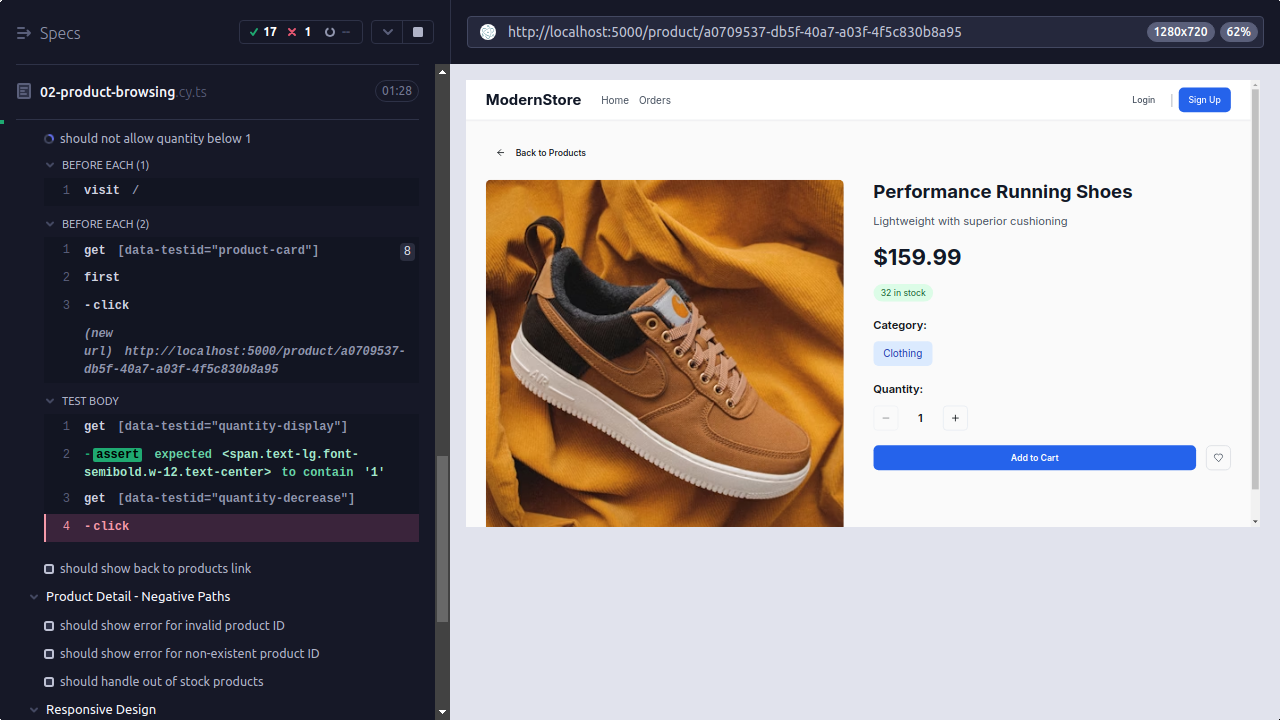 Specs
17
1
--
02-product-browsing.cy.ts
01:28
should not allow quantity below 1
BEFORE EACH (1)
1 visit /
BEFORE EACH (2)
1 get [data-testid="product-card"] 8
2 first
3 -click
(new
url) http://localhost:5000/product/a0709537-
db5f-40a7-a03f-4f5c830b8a95
TEST BODY
1 get [data-testid="quantity-display"]
2 -assert expected <span.text-lg.font-
semibold.w-12.text-center> to contain '1'
3 get [data-testid="quantity-decrease"]
4 -click
should show back to products link
Product Detail - Negative Paths
should show error for invalid product ID
should show error for non-existent product ID
should handle out of stock products
Responsive Design
http://localhost:5000/product/a0709537-db5f-40a7-a03f-4f5c830b8a95
1280x720
62%
ModernStore
Home
Orders
Login
Sign Up
Back to Products
Performance Running Shoes
Lightweight with superior cushioning
$159.99
32 in stock
Category:
Clothing
Quantity:
− 1 +
Add to Cart
AIR